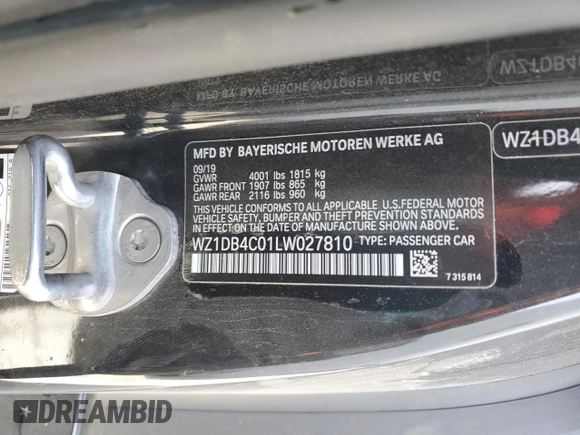 MFD BY BAYERISCHE MOTOREN WERKE AG
09/19
GVWR 4001 lbs 1815 kg
GAWR FRONT 1907 lbs 865 kg
GAWR REAR 2116 lbs 960 kg
THIS VEHICLE CONFORMS TO ALL APPLICABLE U.S.FEDERAL MOTOR
VEHICLE SAFETY, BUMPER AND THEFT PREVENTION STANDARDS
IN EFFECT ON THE DATE OF MANUFACTURE SHOWN ABOVE.
WZ1DB4C01LW027810 TYPE: PASSENGER CAR
7 315 814
WZ1DB4
DREAMBID